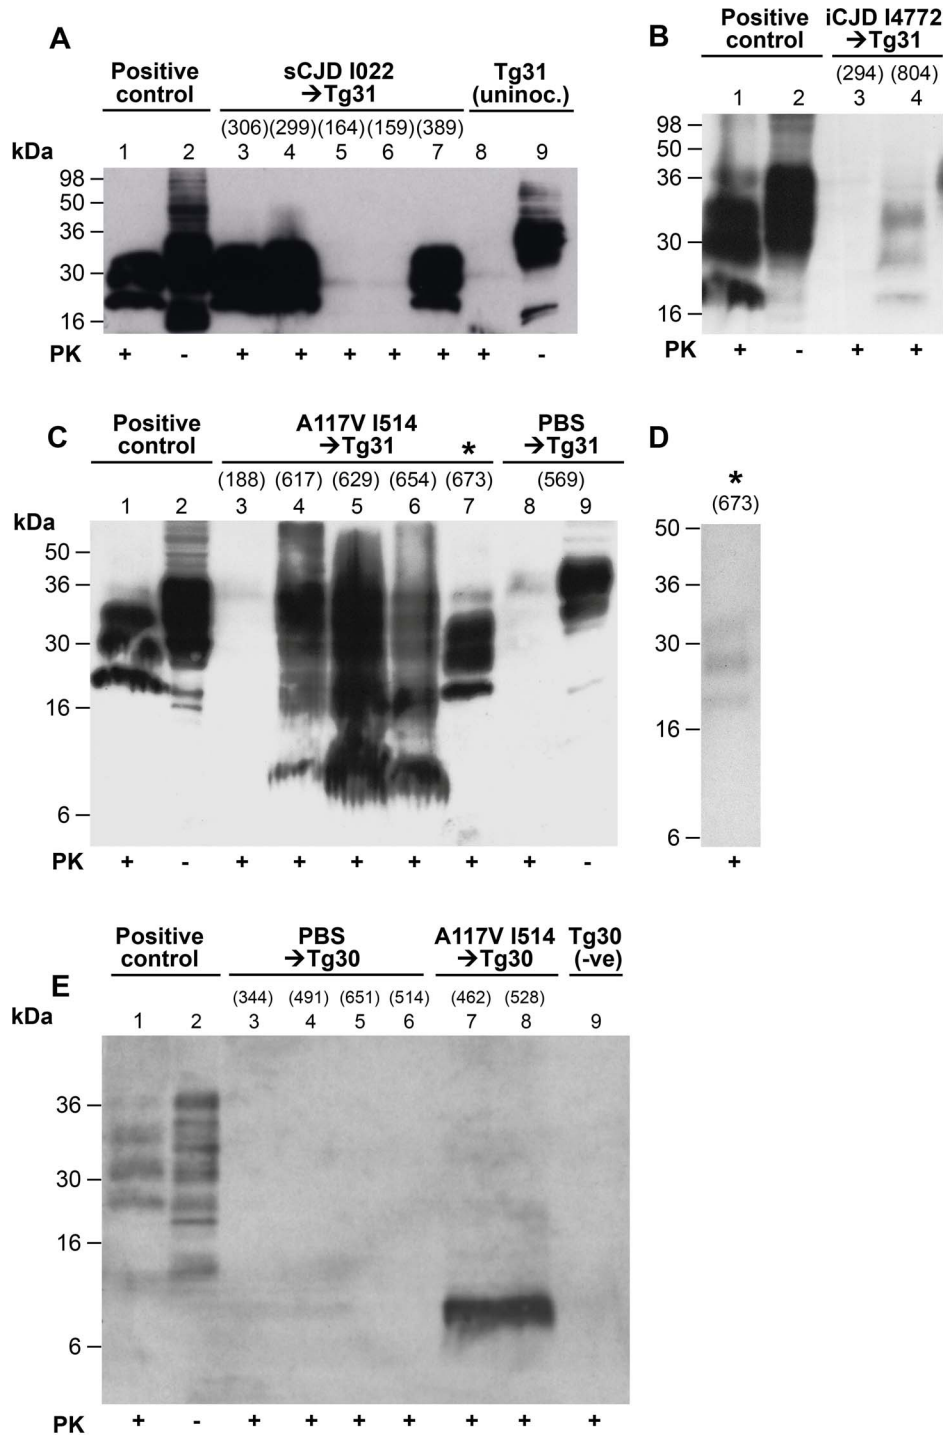 A
Positive control
sCJD I022 →Tg31
Tg31 (uninoc.)
(306)(299)(164)(159)(389)
kDa 1 2 3 4 5 6 7 8 9
98
50
36
30
16
PK + - + + + + + + -
B
Positive control
iCJD I4772 →Tg31
(294) (804)
1 2 3 4
98
50
36
30
16
PK + - + +
C
Positive control
A117V I514 →Tg31
*
PBS →Tg31
(188) (617) (629) (654) (673) (569)
1 2 3 4 5 6 7 8 9
kDa
50
36
30
16
6
PK + - + + + + + + -
D
*
(673)
50
36
30
16
6
+
E
Positive control
PBS →Tg30
A117V I514 →Tg30
Tg30 (-ve)
(344) (491) (651) (514) (462) (528)
kDa 1 2 3 4 5 6 7 8 9
36
30
16
6
PK + - + + + + + + +